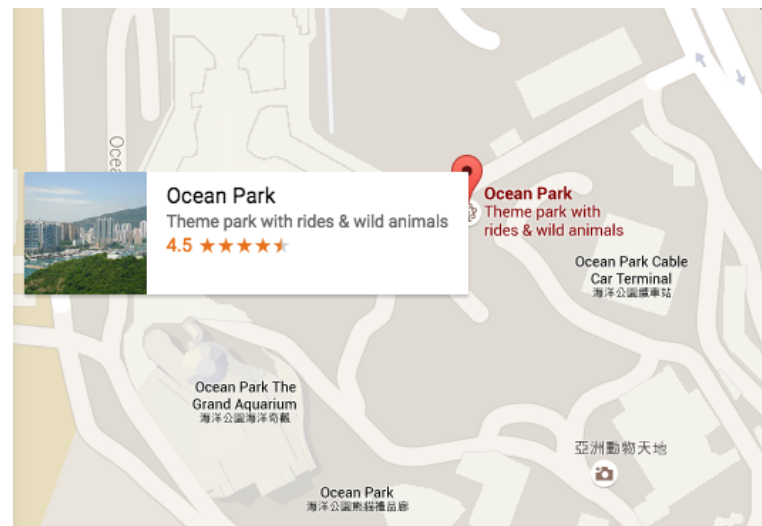 Ocea
Ocean Park
Theme park with rides & wild animals
4.5
Ocean Park
Theme park with
rides & wild animals
Ocean Park Cable
Car Terminal
海洋公園纜車站
Ocean Park The
Grand Aquarium
海洋公園海洋奇觀
亞洲動物天地
Ocean Park
海洋公園熊貓禮品廊